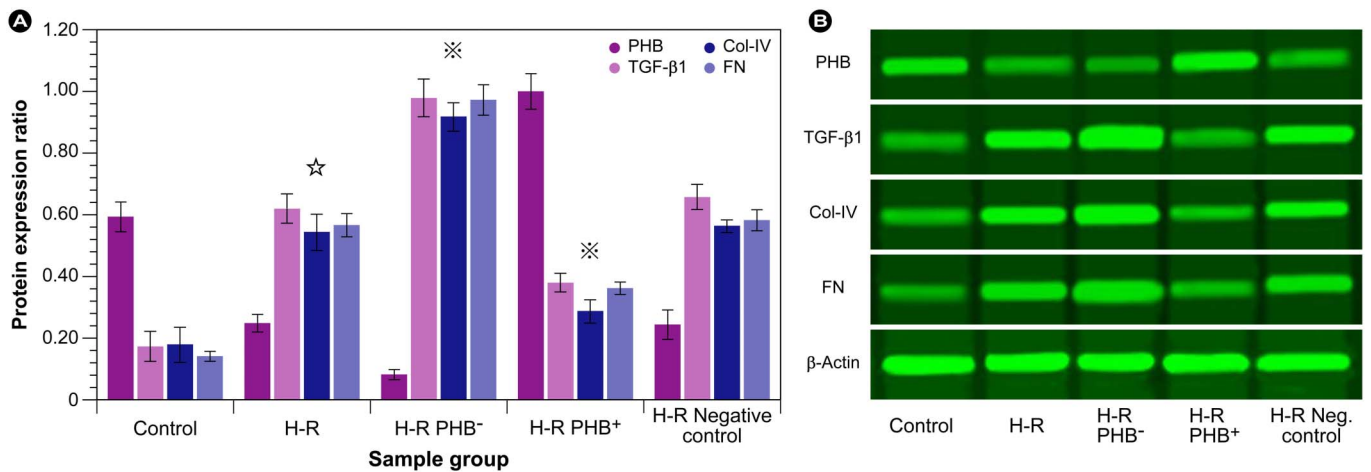 A
Protein expression ratio
1.20
1.00
0.80
0.60
0.40
0.20
0
PHB
TGF-β1
Col-IV
FN
☆
※
※
Control
H-R
H-R PHB⁻
H-R PHB⁺
H-R Negative
control
Sample group
B
PHB
TGF-β1
Col-IV
FN
β-Actin
Control
H-R
H-R
PHB⁻
H-R
PHB⁺
H-R Neg.
control